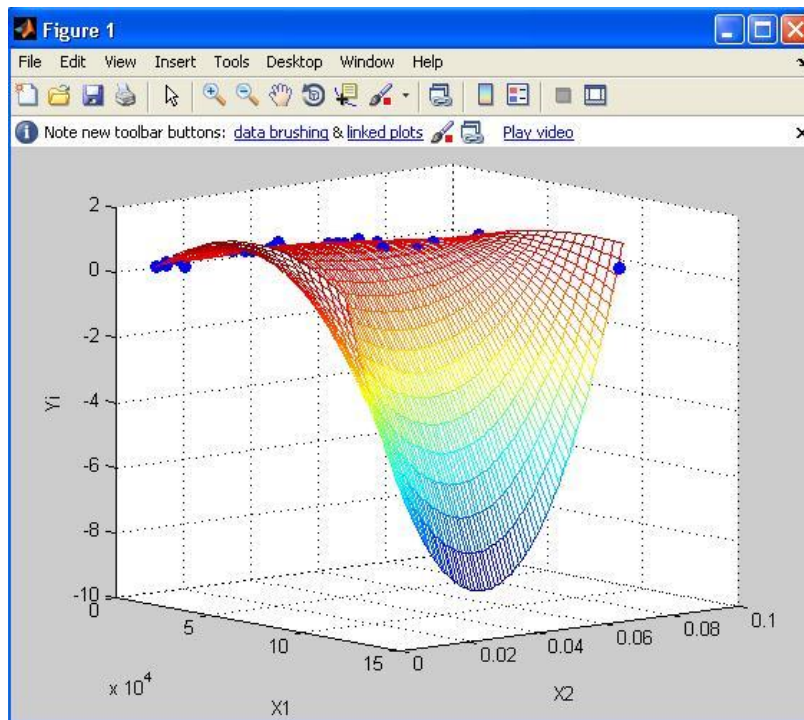 Figure 1
File Edit View Insert Tools Desktop Window Help
Note new toolbar buttons: data brushing & linked plots Play video
2
0
-2
-4
-6
-8
-10
Yi
0
5
10
15
x 10^4
X1
0
0.02
0.04
0.06
0.08
0.1
X2